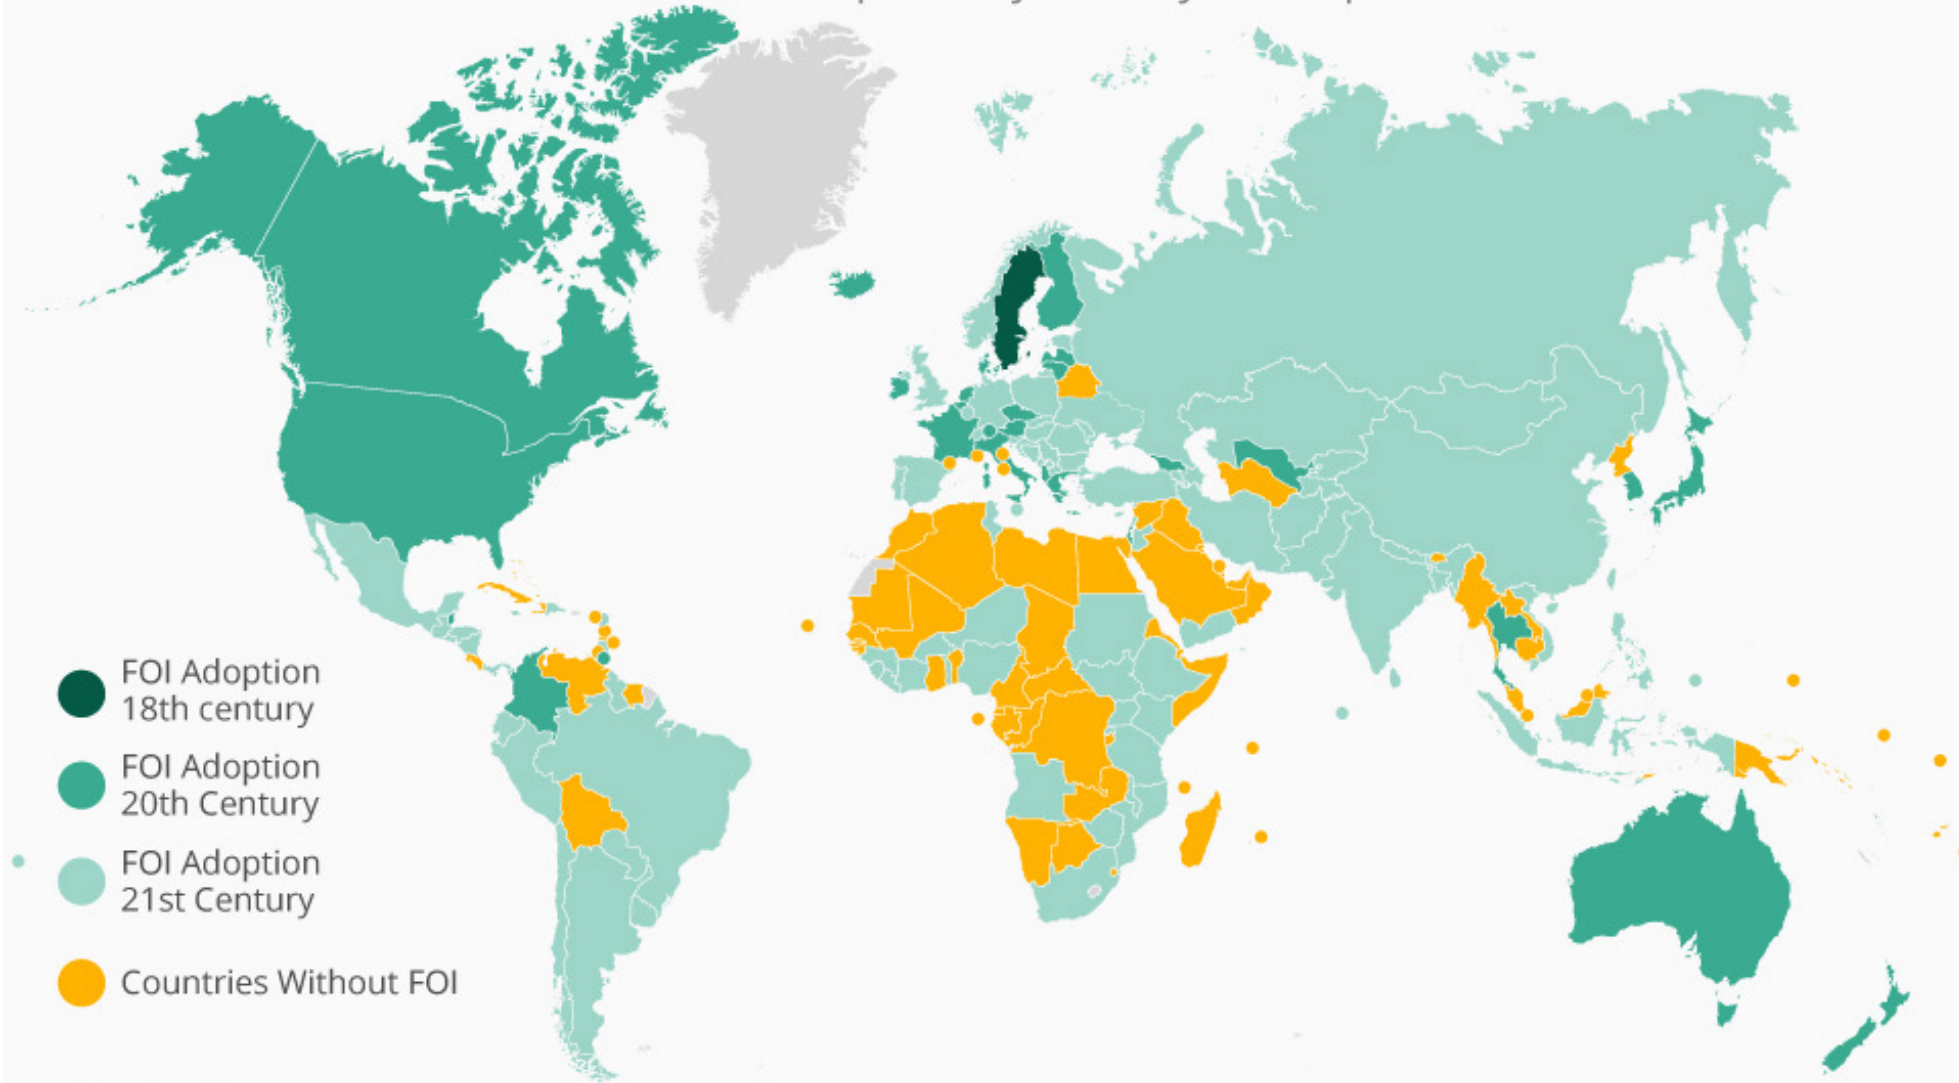 FOI Adoption
18th century
FOI Adoption
20th Century
FOI Adoption
21st Century
Countries Without FOI